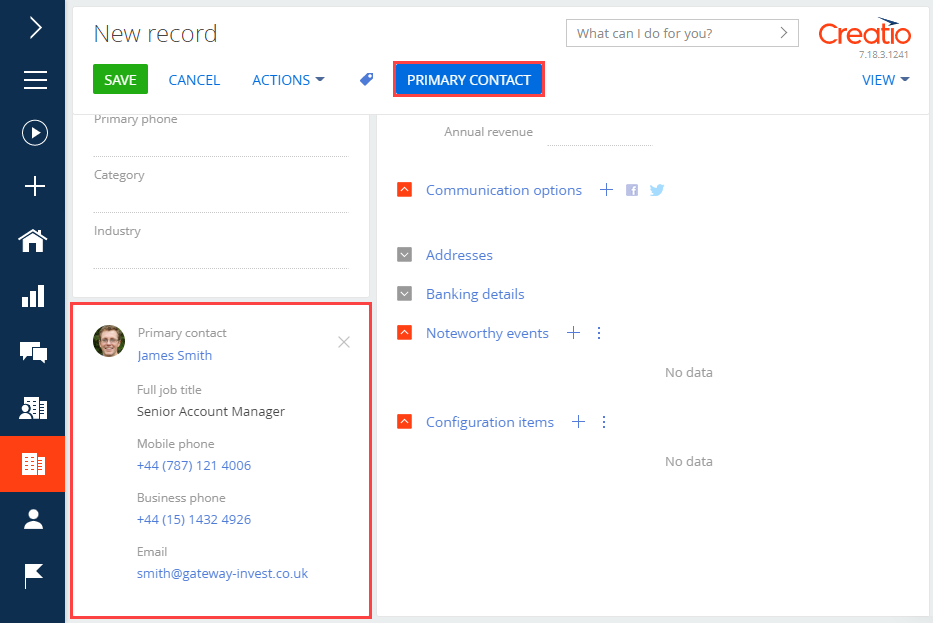 New record
What can I do for you?
Creatio
7.18.3.1241
SAVE
CANCEL
ACTIONS
PRIMARY CONTACT
VIEW
Primary phone
Category
Industry
Primary contact
James Smith
Full job title
Senior Account Manager
Mobile phone
+44 (787) 121 4006
Business phone
+44 (15) 1432 4926
Email
smith@gateway-invest.co.uk
Annual revenue
Communication options
Addresses
Banking details
Noteworthy events
No data
Configuration items
No data